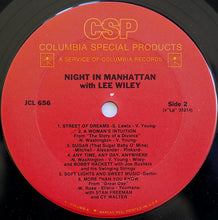 CSP
COLUMBIA SPECIAL PRODUCTS
A SERVICE OF COLUMBIA RECORDS
NIGHT IN MANHATTAN
with LEE WILEY
JCL 656
Side 2
1. STREET OF DREAMS -S. Lewis - V. Young-
2. A WOMAN'S INTUITION
From "The Story of a Divorce"
-N. Washington - V. Young-
3. SUGAR (That Sugar Baby O' Mine)
-Mitchell - Alexander - Pinkard-
4. ANY TIME, ANY DAY, ANYWHERE
-N. Washington - V. Young - L. Wiley-
and BOBBY HACKETT with Joe Bushkin
and his Swinging Strings
5. SOFT LIGHTS AND SWEET MUSIC
6. MORE THAN YOU KNOW
From "Great Day"
-Rose - Eliscu - V. Youmans-
with STAN FREEMAN
and CY WALTER